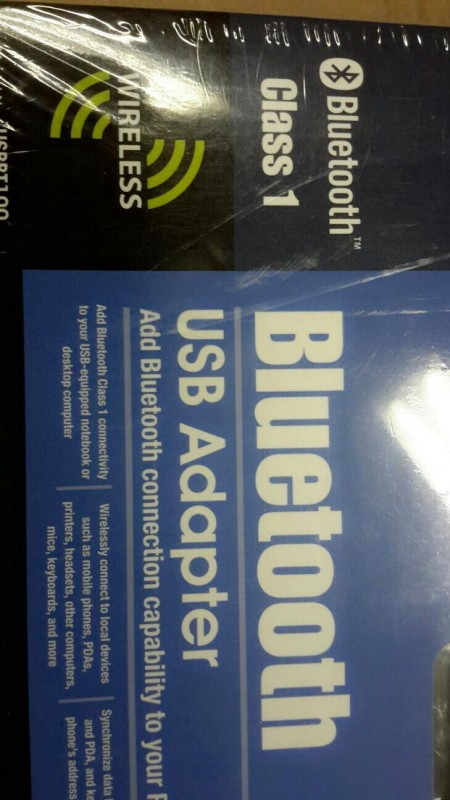 Bluetooth™
Class 1
WIRELESS
USBBT100
Bluetooth
USB Adapter
Add Bluetooth connection capability to your
Add Bluetooth Class 1 connectivity
to your USB-equipped notebook or
desktop computer
Wirelessly connect to local devices
such as mobile phones, PDAs,
printers, headsets, other computers,
mice, keyboards, and more
Synchronize data
and PDA, and
phone's address